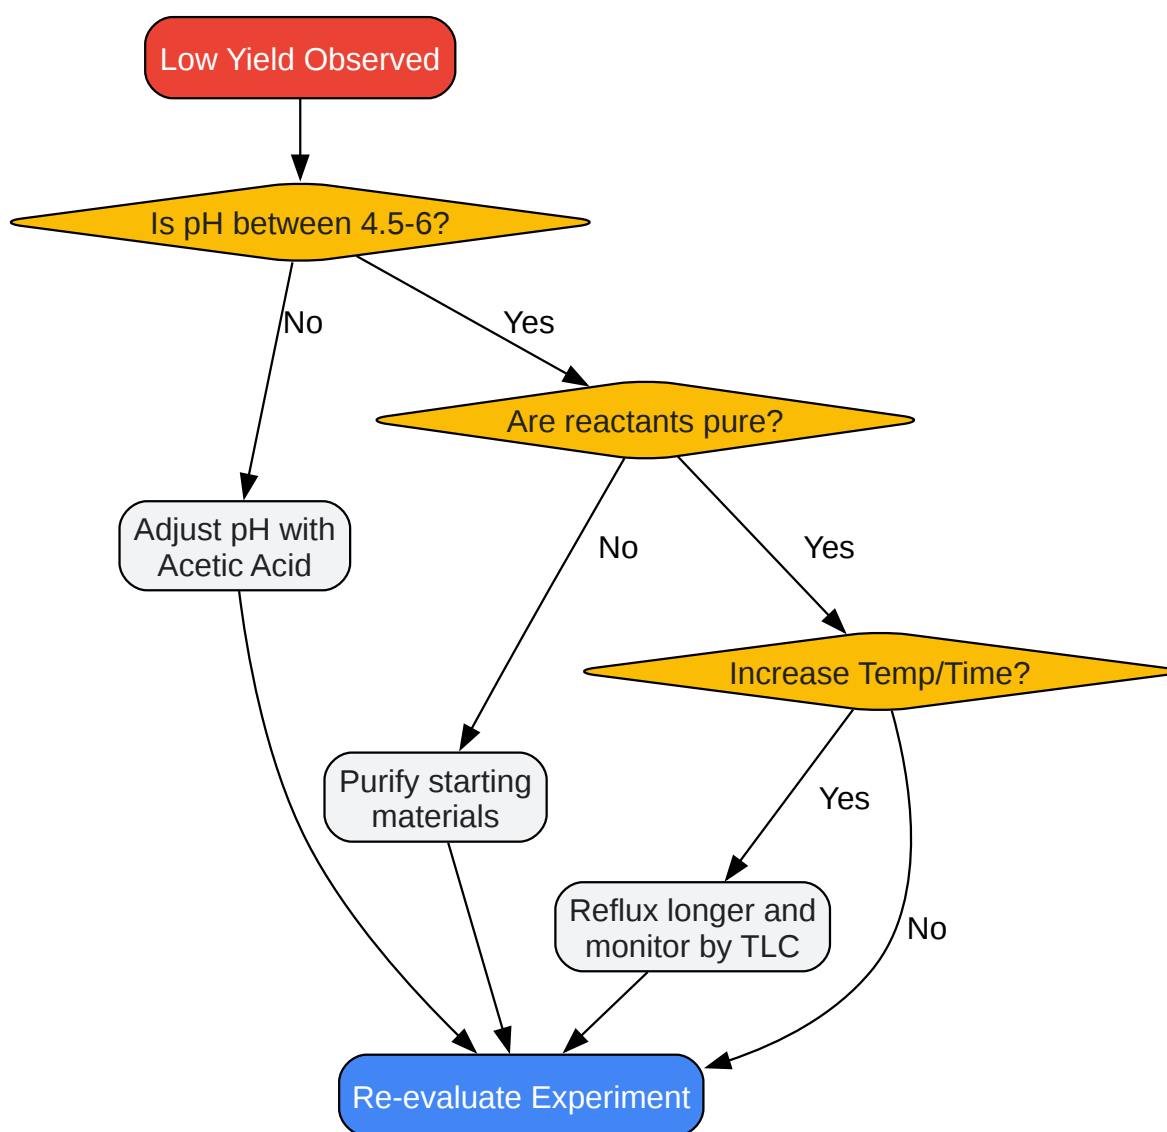 Low Yield Observed
Is pH between 4.5-6?
No
Yes
Are reactants pure?
Adjust pH with
Acetic Acid
No
Yes
Increase Temp/Time?
Purify starting
materials
Yes
Reflux longer and
monitor by TLC
No
Re-evaluate Experiment